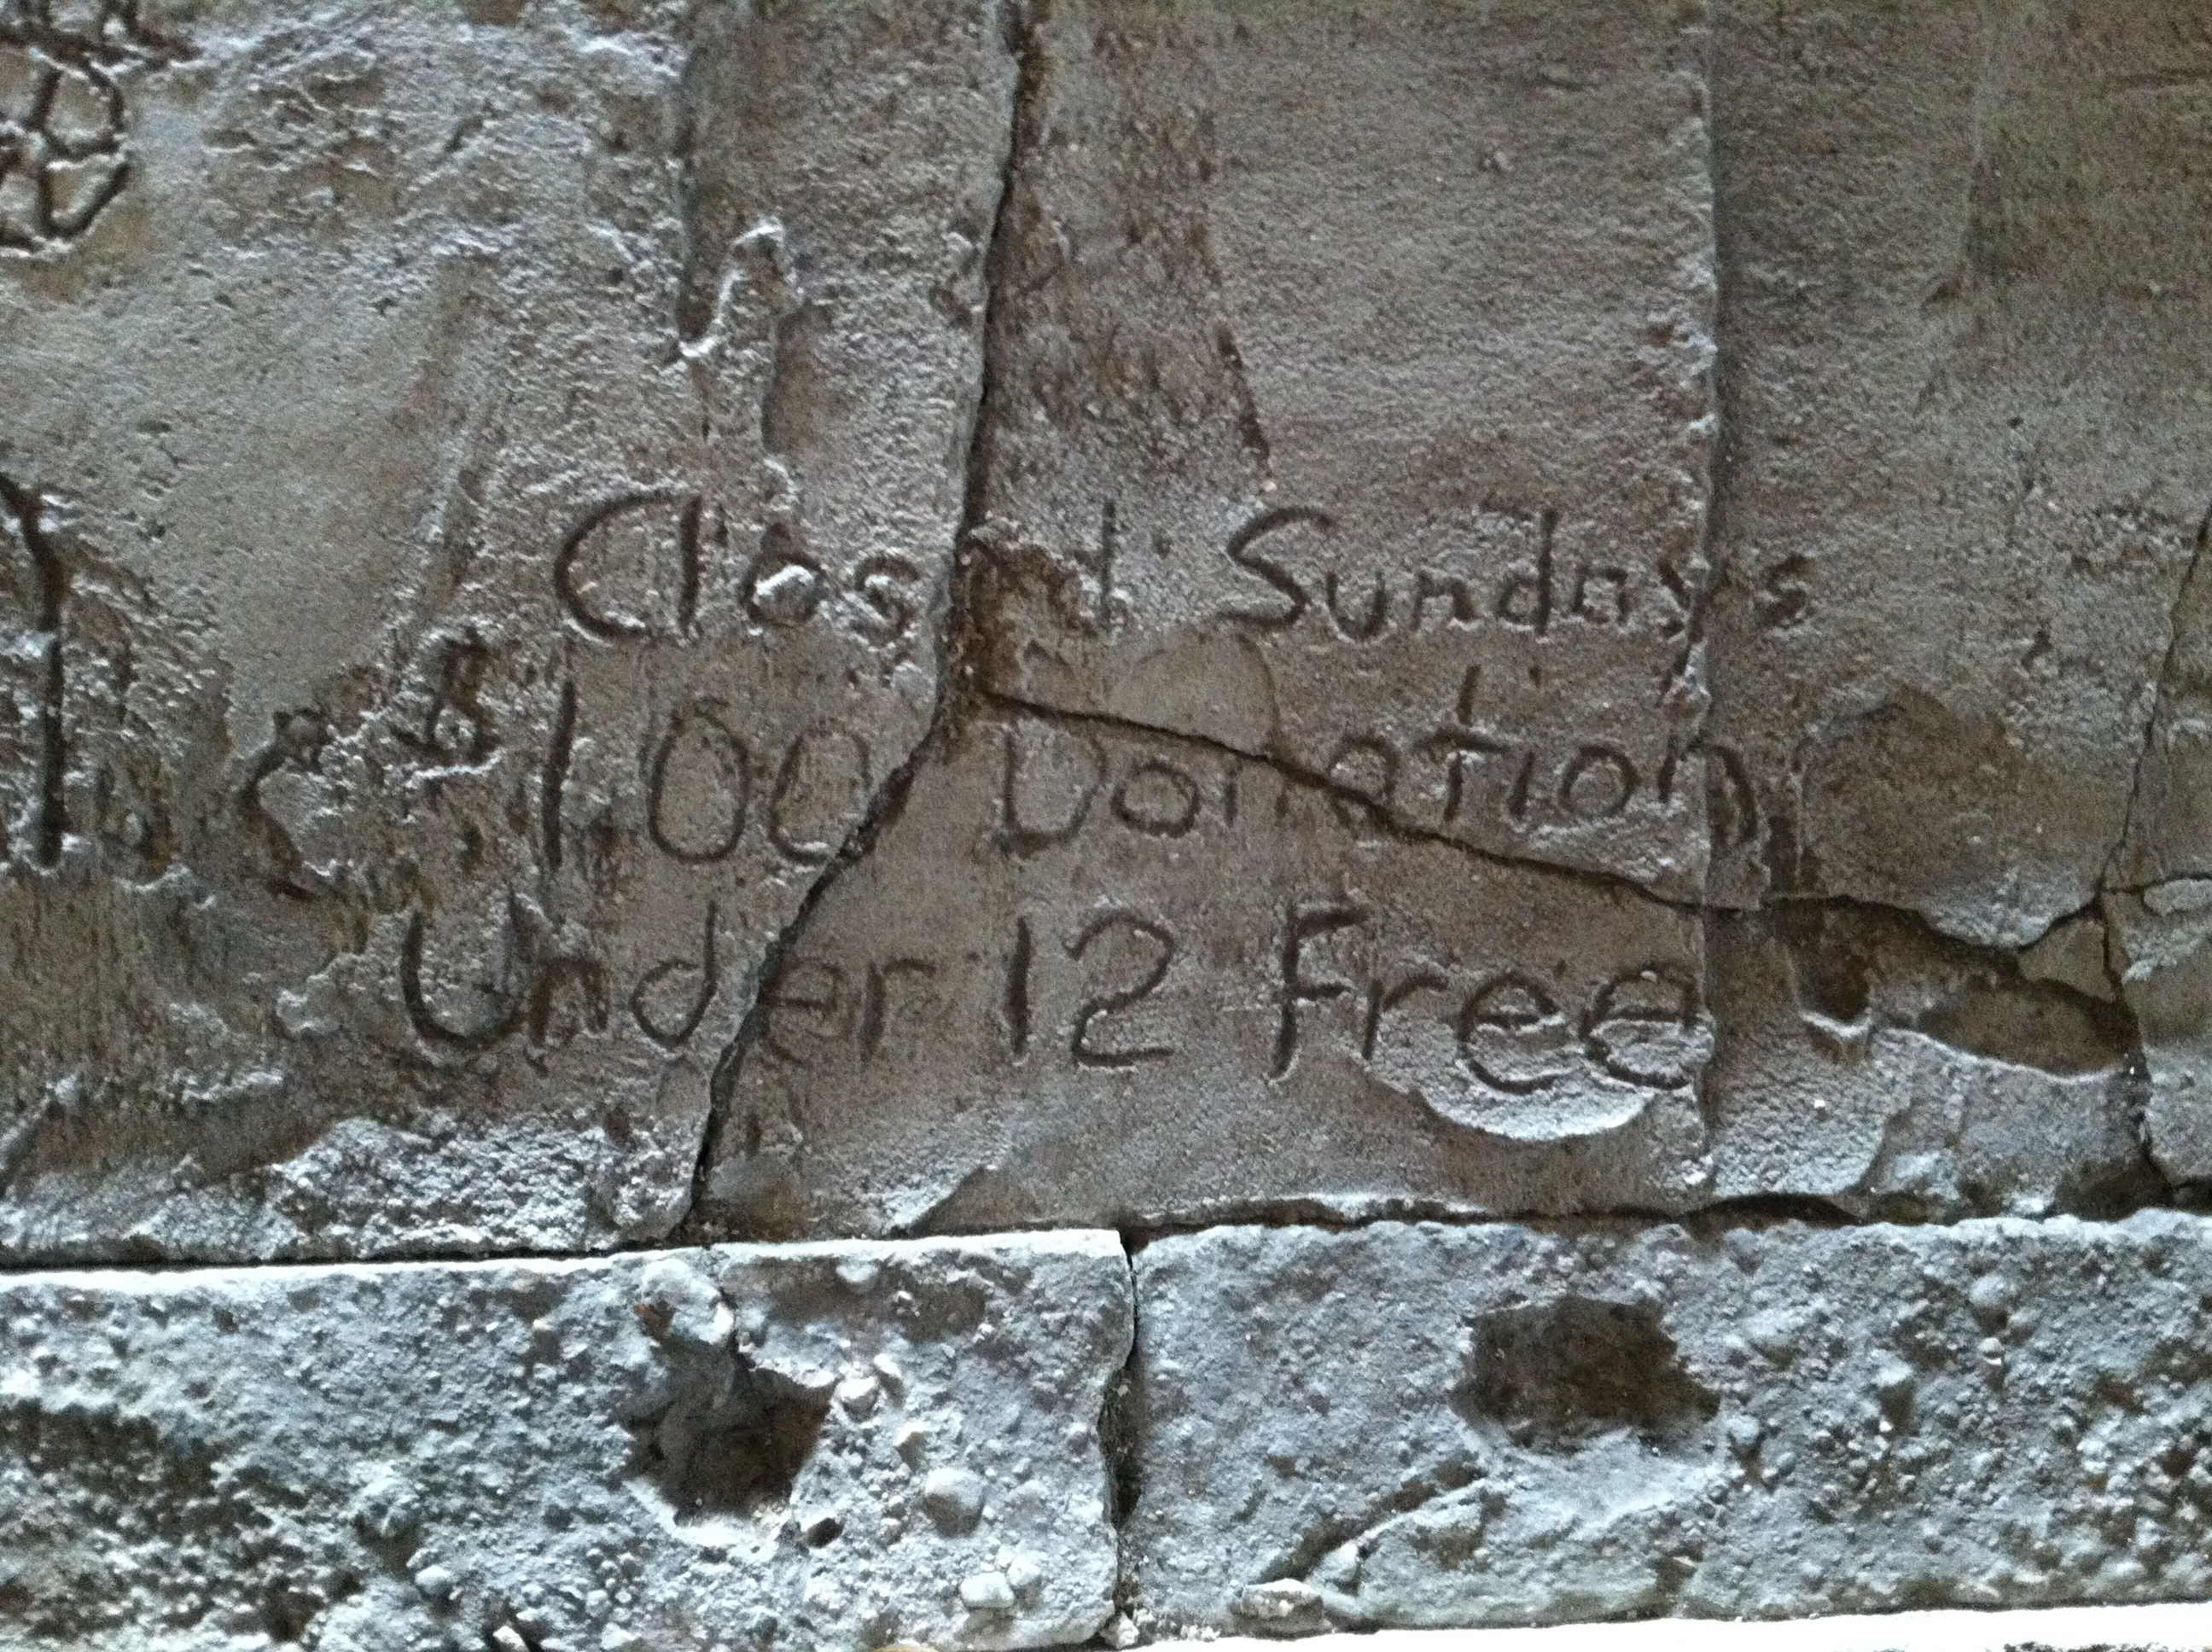 Closed Sundays
$1.00 Donation
Under 12 Free